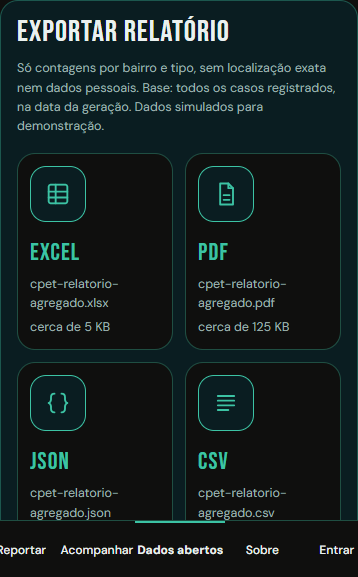 EXPORTAR RELATÓRIO
Só contagens por bairro e tipo, sem localização exata
nem dados pessoais. Base: todos os casos registrados,
na data da geração. Dados simulados para
demonstração.
EXCEL
cpet-relatorio-
agregado.xlsx
cerca de 5 KB
PDF
cpet-relatorio-
agregado.pdf
cerca de 125 KB
{ }
JSON
cpet-relatorio-
agregado.json
CSV
cpet-relatorio-
agregado.csv
Reportar Acompanhar Dados abertos Sobre Entrar